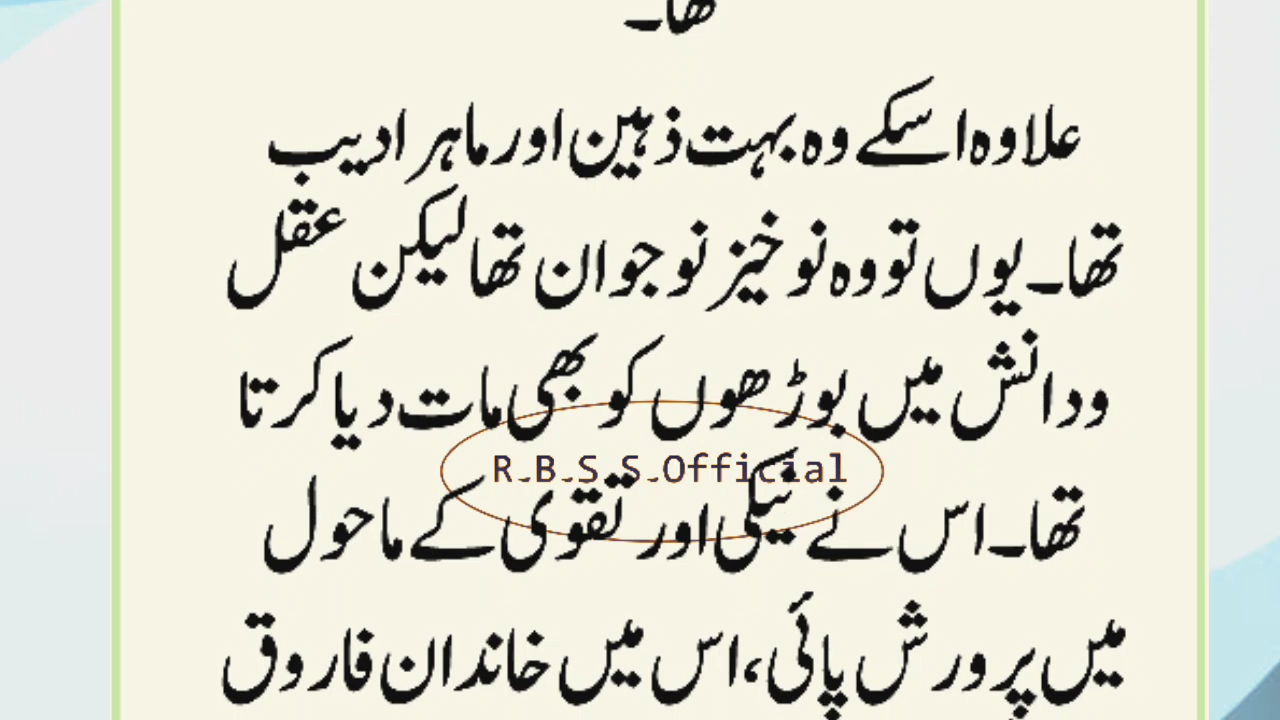 تھا۔
علاوہ اسکے وہ بہت ذہین اور ماہر ادیب
تھا۔ یوں تو وہ نوخیز نوجوان تھا لیکن عقل
ودانش میں بوڑھوں کو بھی مات دیا کرتا
R.B.S.S.Official
تھا۔ اس نے نیکی اور تقوی کے ماحول
میں پرورش پائی، اس میں خاندان فاروق